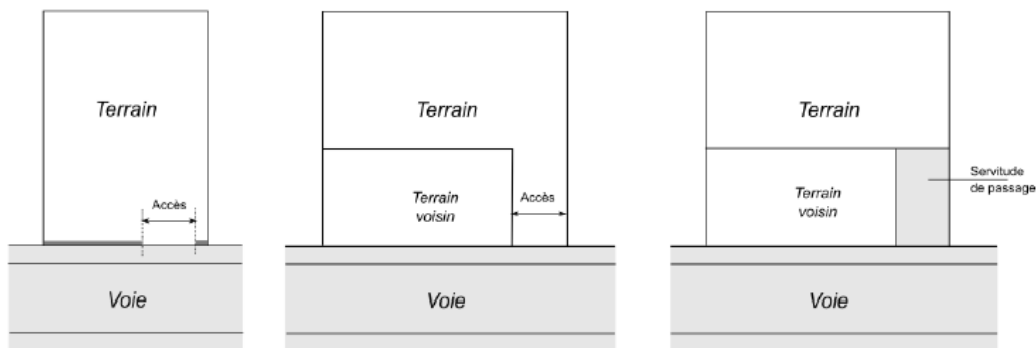 Terrain
Accès
Voie
Terrain
Terrain
voisin
Accès
Voie
Terrain
Terrain
voisin
Servitude
de passage
Voie